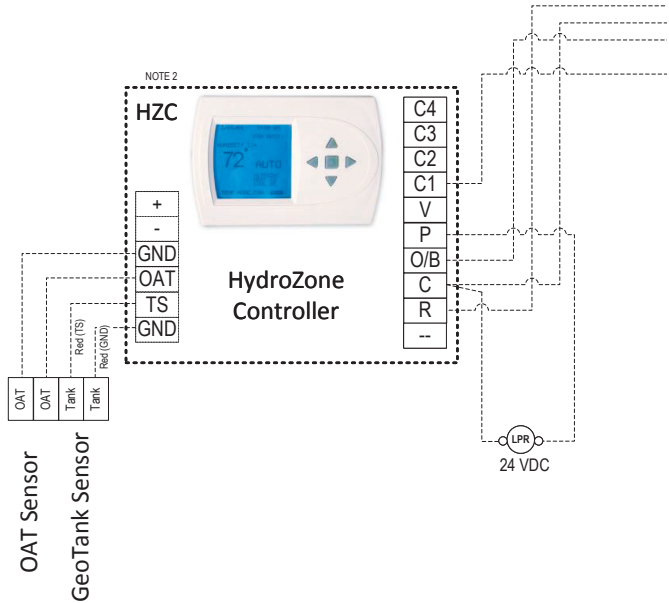 NOTE 2
HZC
72°
AUTO
C4
C3
C2
C1
V
P
O/B
C
R
--
+
-
GND
OAT
TS
GND
HydroZone
Controller
Red (TS)
Red (GND)
OAT
OAT
Tank
Tank
OAT Sensor
GeoTank Sensor
LPR
24 VDC